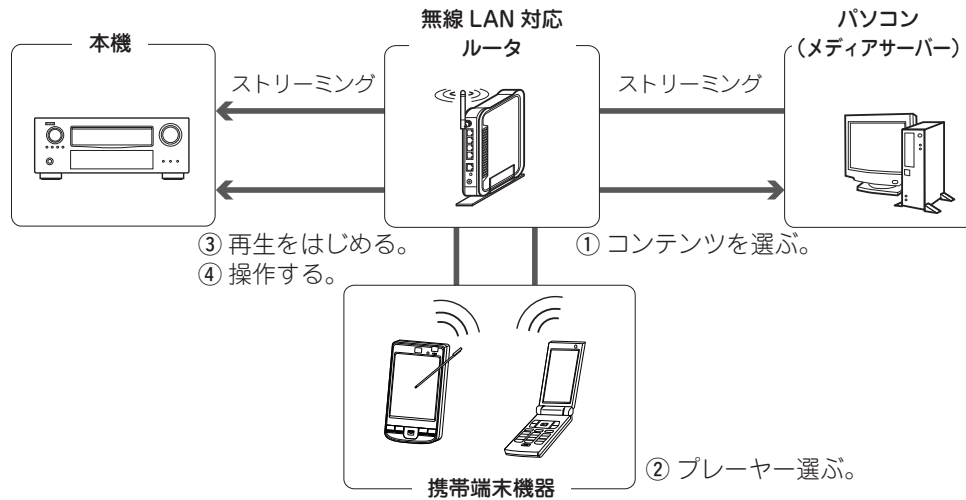 無線 LAN 対応
ルータ
パソコン
(メディアサーバー)
本機
ストリーミング
ストリーミング
③ 再生をはじめる。
④ 操作する。
① コンテンツを選ぶ。
② プレーヤー選ぶ。
携帯端末機器